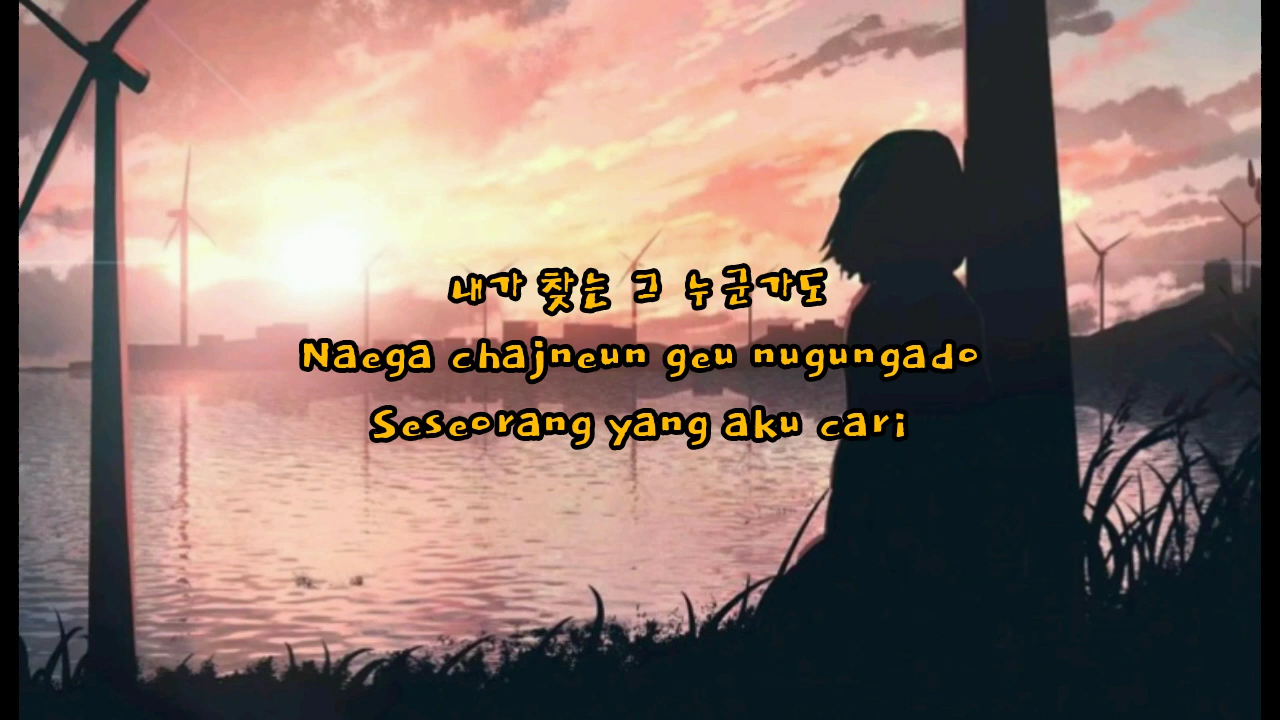 내가 찾는 그 누군가도
Naega chajneun geu nugungado
Seseorang yang aku cari